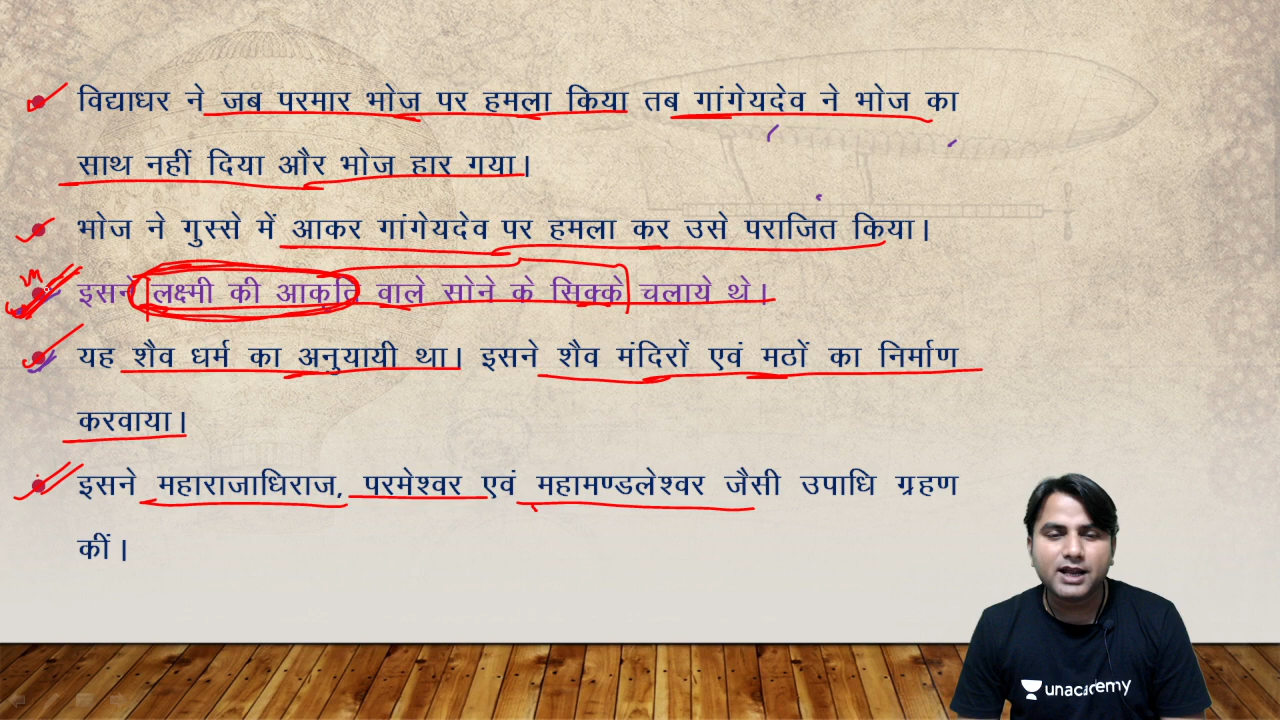 विद्याधर ने जब परमार भोज पर हमला किया तब गांगेयदेव ने भोज का
साथ नहीं दिया और भोज हार गया।
भोज ने गुस्से में आकर गांगेयदेव पर हमला कर उसे पराजित किया।
इसने लक्ष्मी की आकृति वाले सोने के सिक्के चलाये थे।
यह शैव धर्म का अनुयायी था। इसने शैव मंदिरों एवं मठों का निर्माण
करवाया।
इसने महाराजाधिराज, परमेश्वर एवं महामण्डलेश्वर जैसी उपाधि ग्रहण
कीं।
unacademy